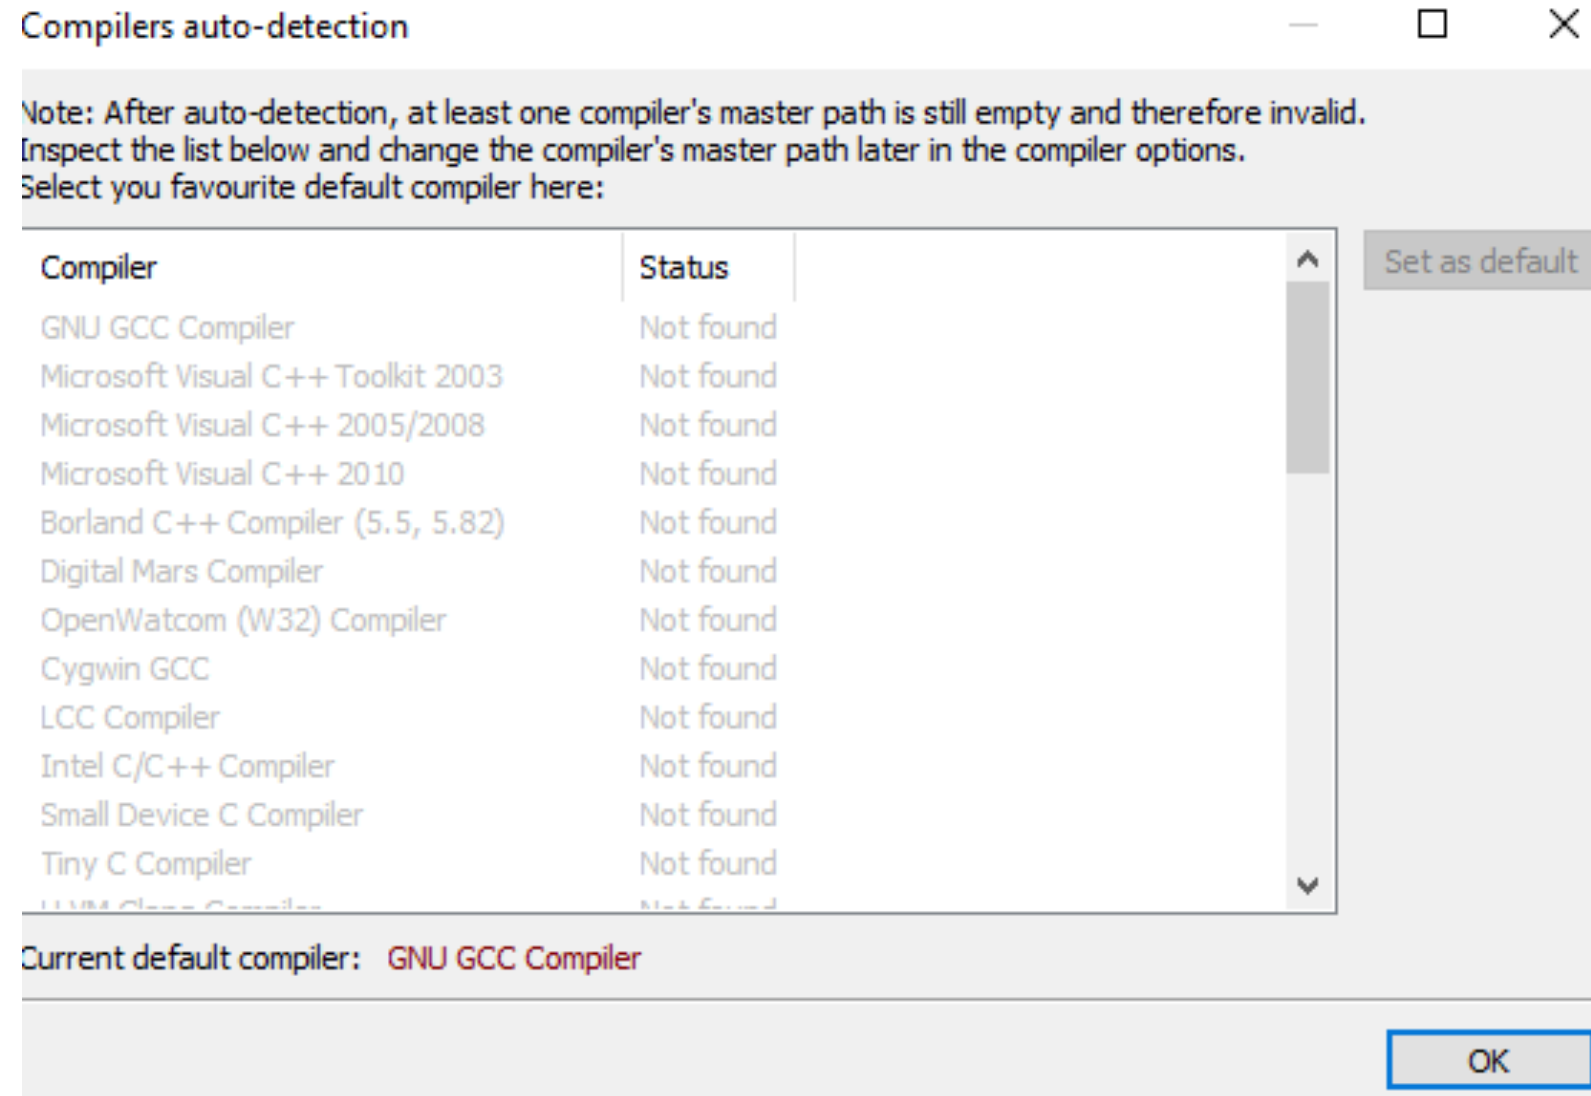 Compilers auto-detection
Note: After auto-detection, at least one compiler's master path is still empty and therefore invalid.
Inspect the list below and change the compiler's master path later in the compiler options.
Select you favourite default compiler here:
Compiler Status
Set as default
GNU GCC Compiler Not found
Microsoft Visual C++ Toolkit 2003 Not found
Microsoft Visual C++ 2005/2008 Not found
Microsoft Visual C++ 2010 Not found
Borland C++ Compiler (5.5, 5.82) Not found
Digital Mars Compiler Not found
OpenWatcom (W32) Compiler Not found
Cygwin GCC Not found
LCC Compiler Not found
Intel C/C++ Compiler Not found
Small Device C Compiler Not found
Tiny C Compiler Not found
LLVM Clang Compiler Not found
Current default compiler: GNU GCC Compiler
OK